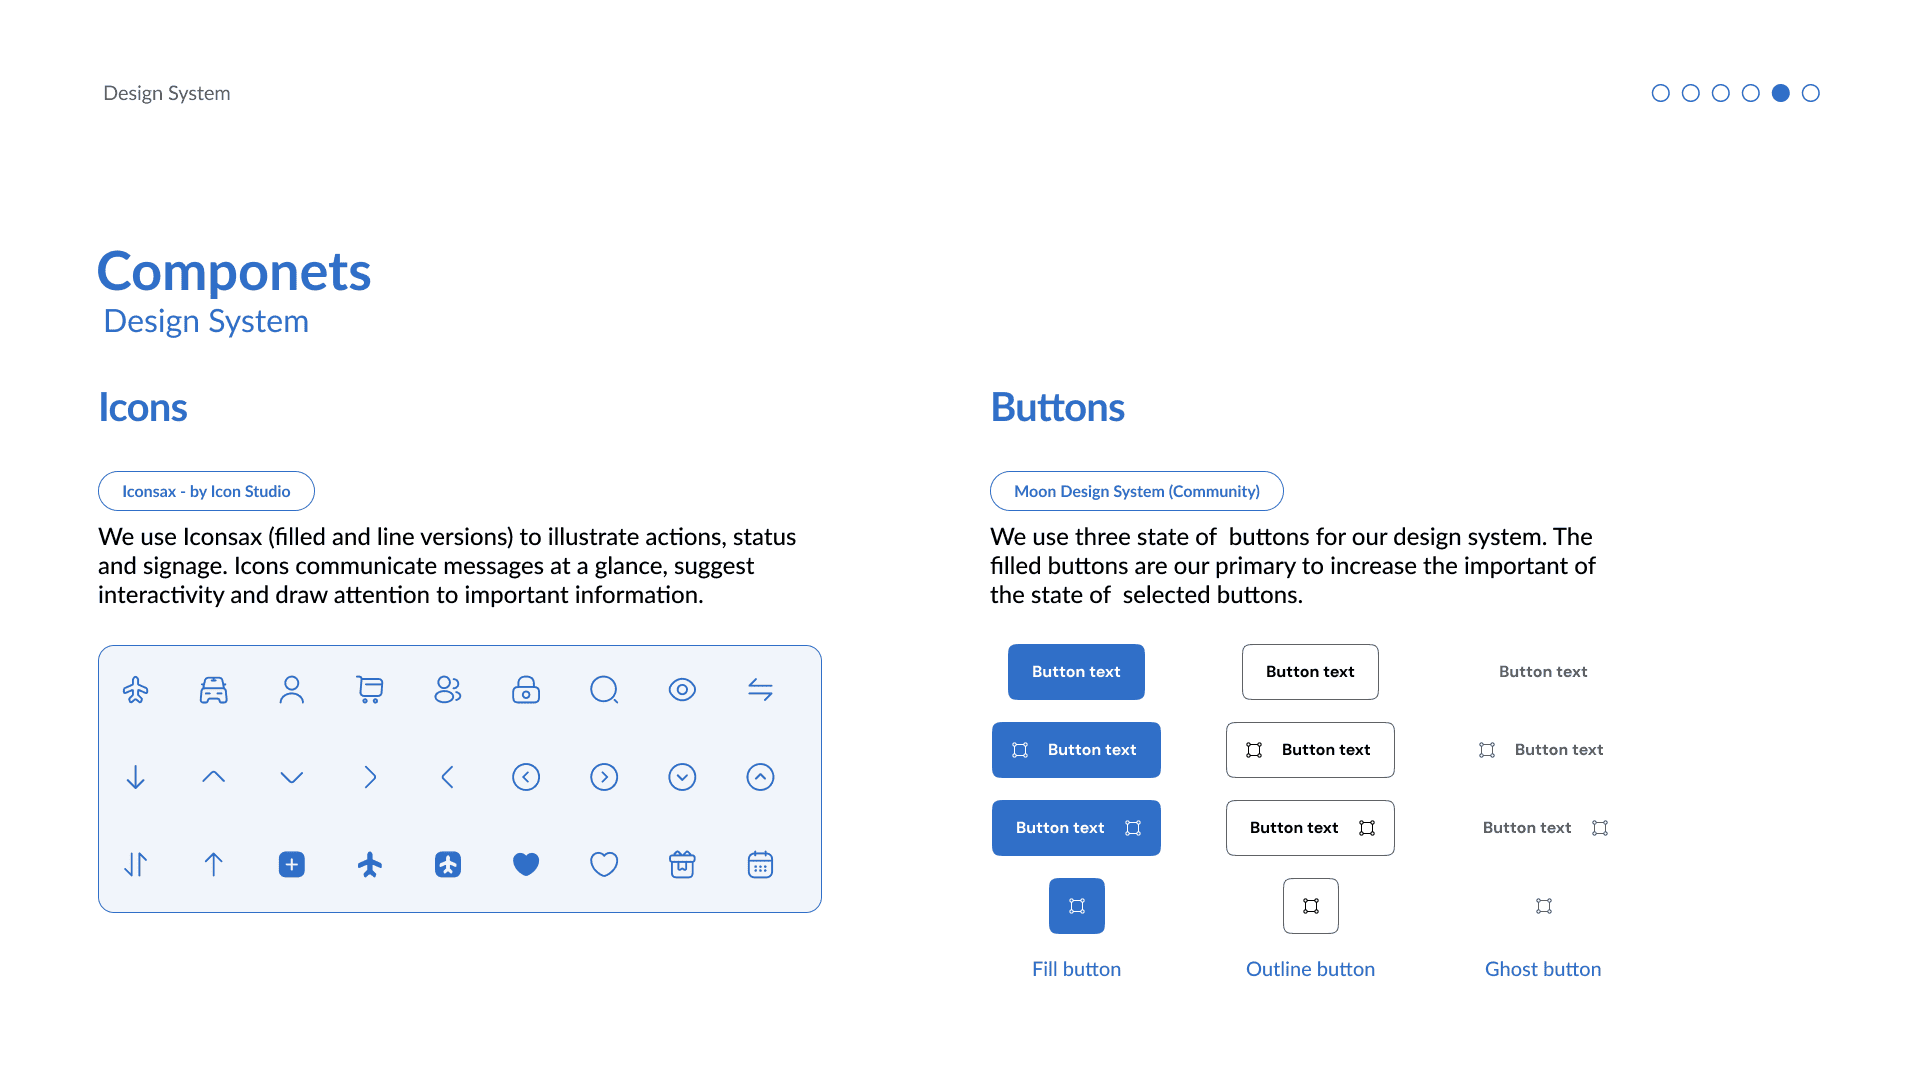 Design System
Componets
Design System
Icons
Iconsax - by Icon Studio
We use Iconsax (filled and line versions) to illustrate actions, status
and signage. Icons communicate messages at a glance, suggest
interactivity and draw attention to important information.
Buttons
Moon Design System (Community)
We use three state of  buttons for our design system. The
filled buttons are our primary to increase the important of
the state of  selected buttons.
Button text
Button text
Button text
Button text
Button text
Button text
Button text
Button text
Button text
Fill button
Outline button
Ghost button